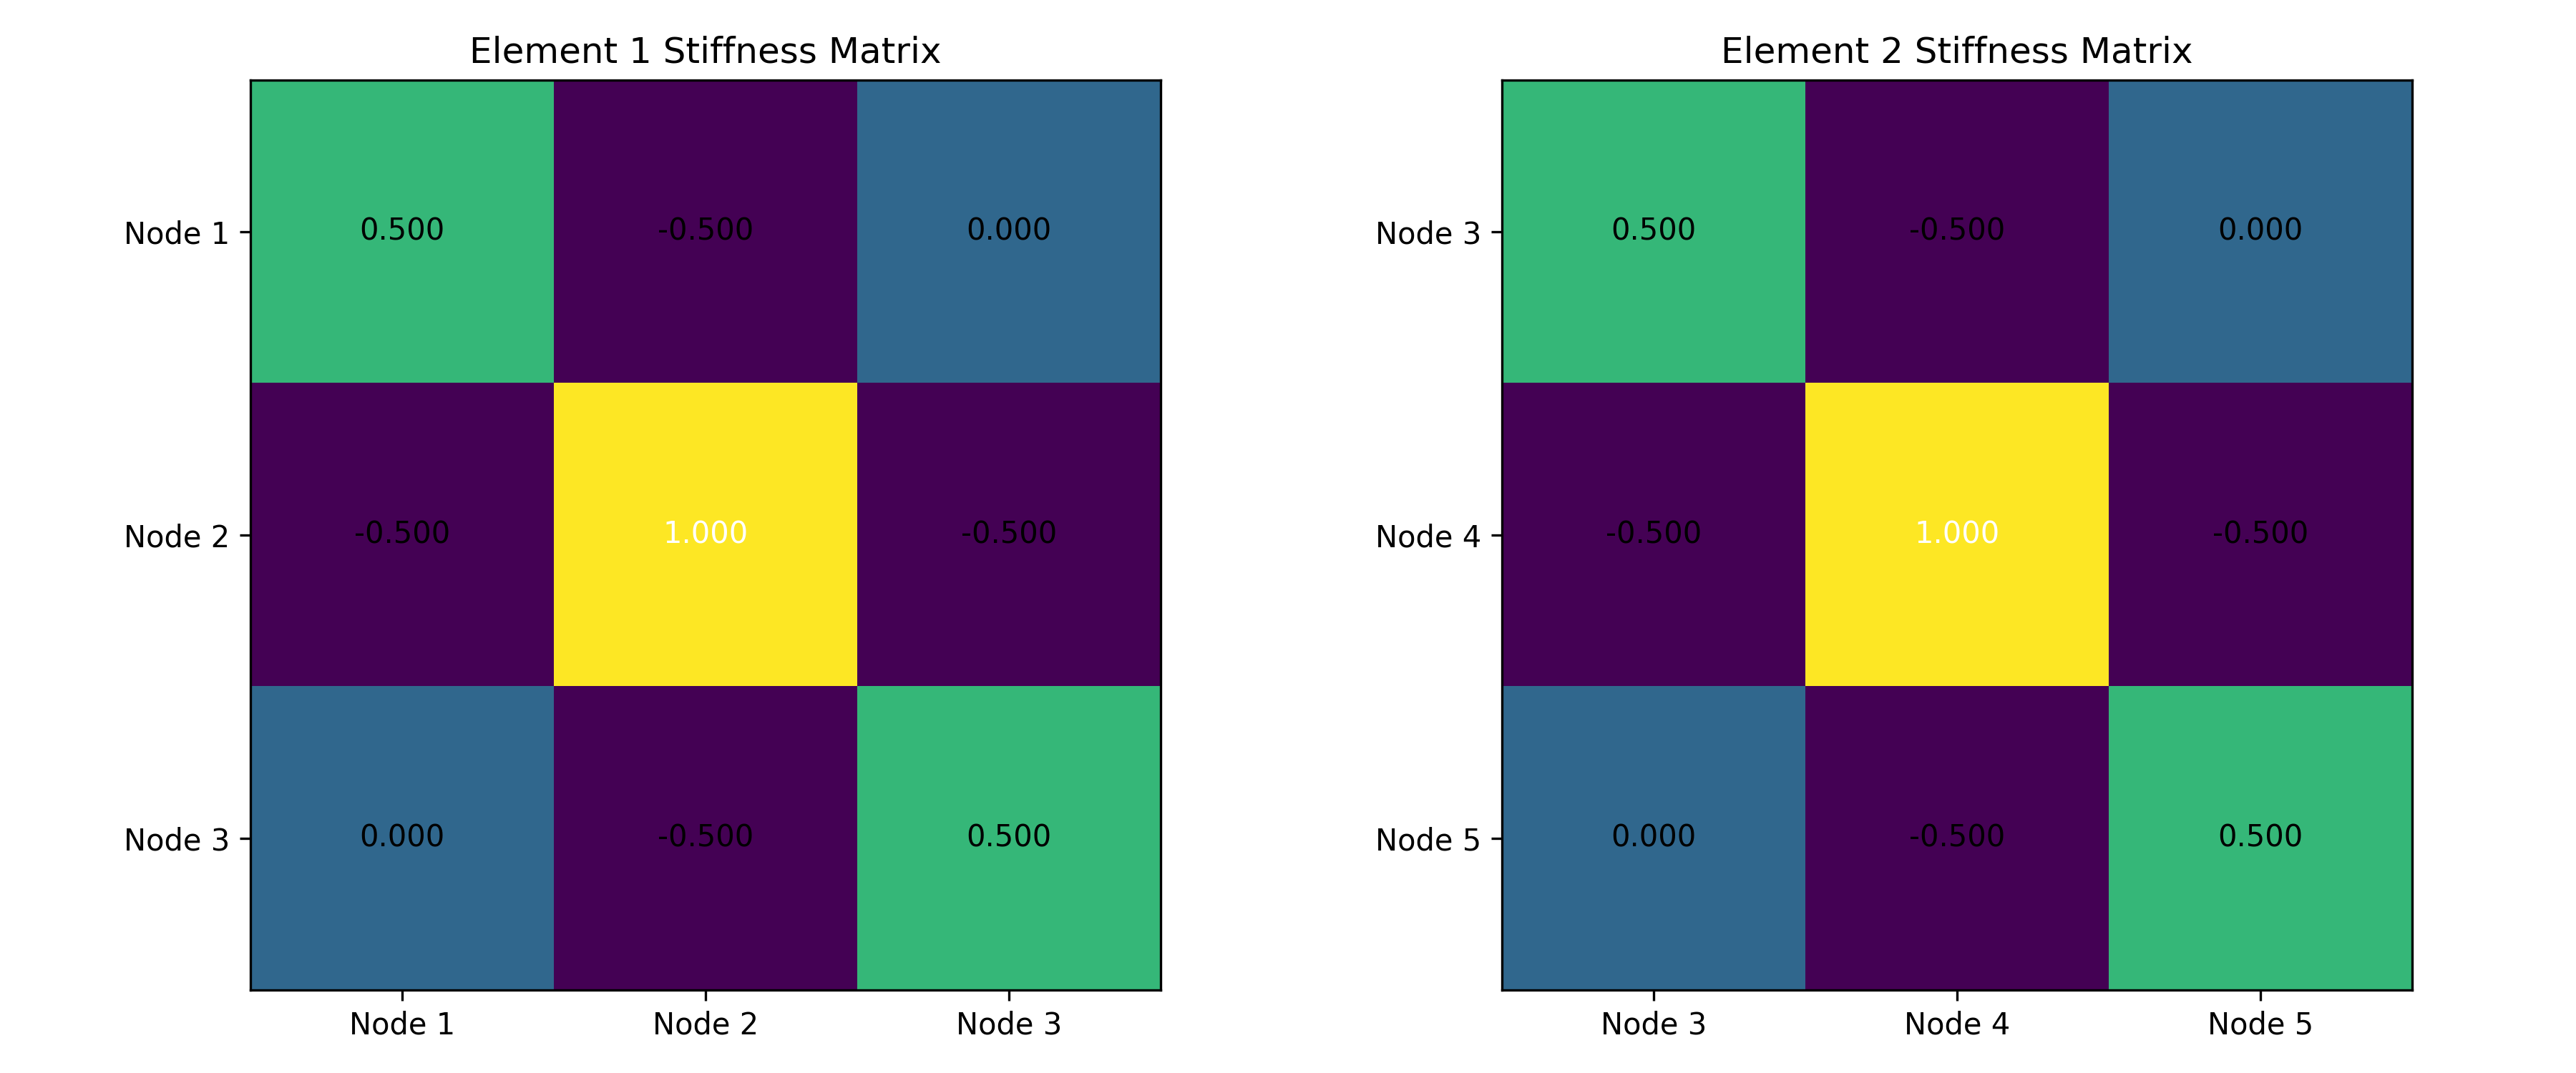 Element 1 Stiffness Matrix
Node 1
0.500 -0.500 0.000
Node 2
-0.500 1.000 -0.500
Node 3
0.000 -0.500 0.500
Node 1 Node 2 Node 3
Element 2 Stiffness Matrix
Node 3
0.500 -0.500 0.000
Node 4
-0.500 1.000 -0.500
Node 5
0.000 -0.500 0.500
Node 3 Node 4 Node 5